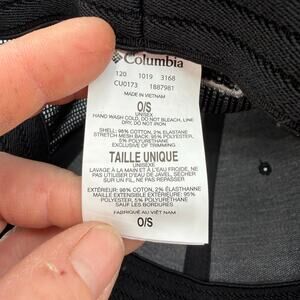 Columbia
120 1019 3168
CU0173 1887981
MADE IN VIETNAM
O/S
UNISEX
HAND WASH COLD, DO NOT BLEACH, LINE
DRY, DO NOT IRON
SHELL: 98% COTTON, 2% ELASTANE
STRETCH MESH BACK: 95% POLYESTER,
5% POLYURETHANE
EXCLUSIVE OF TRIMMING
TAILLE UNIQUE
UNISEXE
LAVAGE À LA MAIN ET À L'EAU FROIDE, NE
PAS UTILISER D'EAU DE JAVEL, SÉCHER
AU UN FIL, NE PAS REPASSER
EXTÉRIEUR: 98% COTON, 2% ÉLASTHANNE
MAILLE EXTENSIBLE EXTÉRIEURE: 95%
POLYESTER, 5% POLYURÉTHANE
SAUF LES BORDURES
FABRIQUÉ AU VIÊT NAM
O/S